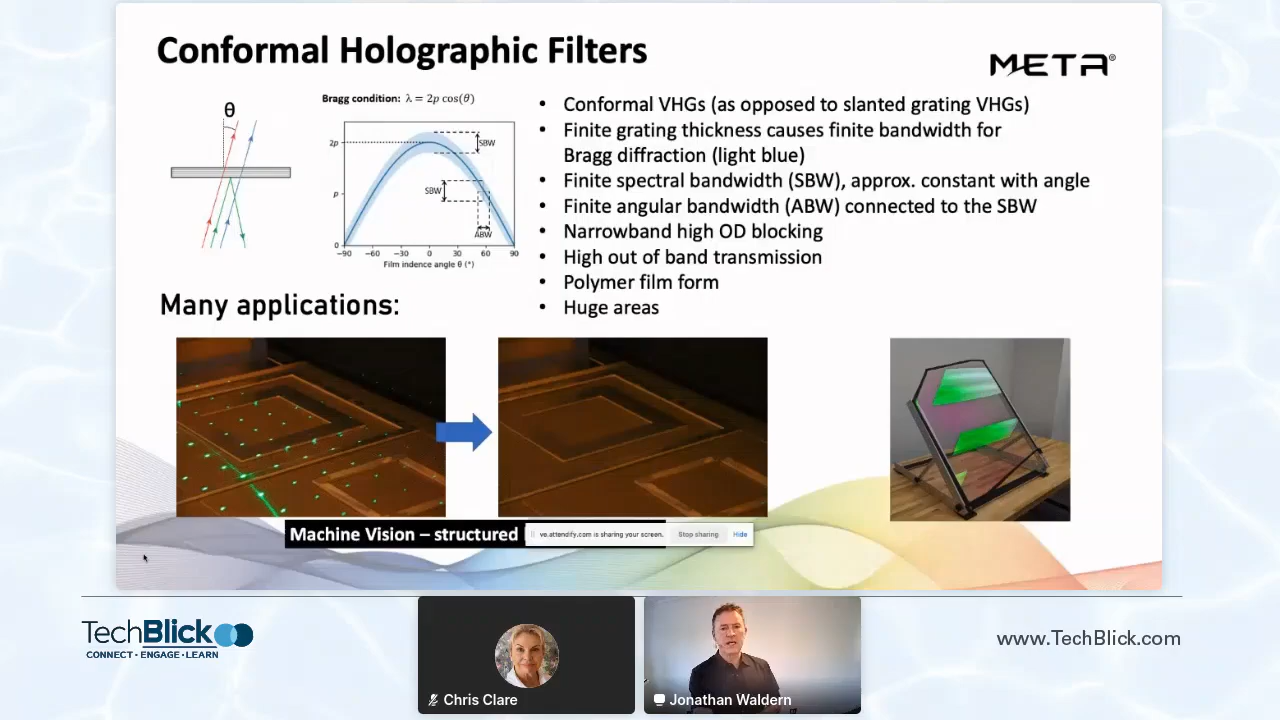 Conformal Holographic Filters
META®
θ
Bragg condition: λ = 2p cos(θ)
2p
p
0
SBW
SBW
ABW
−90 −60 −30 0 30 60 90
Film indence angle θ (°)
• Conformal VHGs (as opposed to slanted grating VHGs)
• Finite grating thickness causes finite bandwidth for
Bragg diffraction (light blue)
• Finite spectral bandwidth (SBW), approx. constant with angle
• Finite angular bandwidth (ABW) connected to the SBW
• Narrowband high OD blocking
• High out of band transmission
• Polymer film form
• Huge areas
Many applications:
Machine Vision – structured
ve.attendify.com is sharing your screen.
Stop sharing
Hide
TechBlick
CONNECT · ENGAGE · LEARN
Chris Clare
Jonathan Waldern
www.TechBlick.com